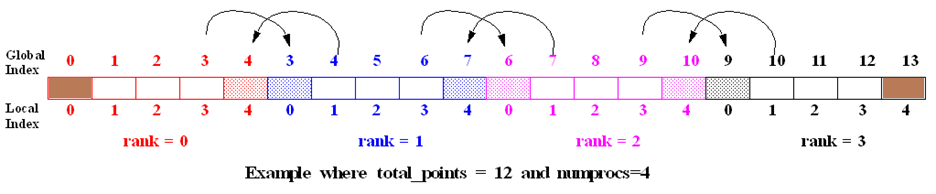 Global Index 0 1 2 3 4 3 4 5 6 7 6 7 8 9 10 9 10 11 12 13
Local Index 0 1 2 3 4 0 1 2 3 4 0 1 2 3 4 0 1 2 3 4
rank = 0 rank = 1 rank = 2 rank = 3
Example where total_points = 12 and numprocs=4